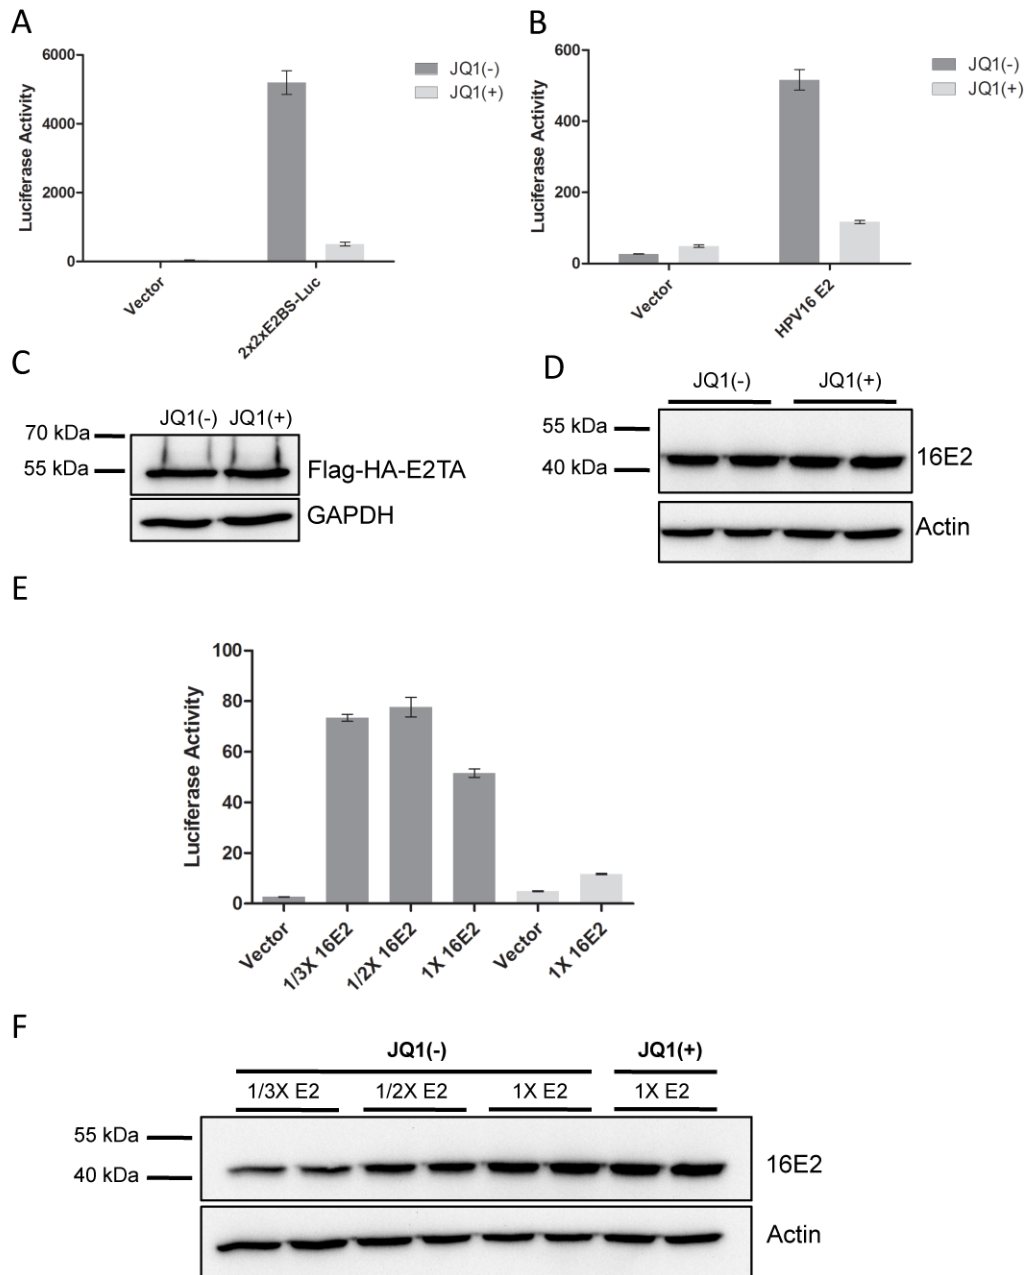 A
Luciferase Activity
6000
4000
2000
0
Vector
2x2xE2BS-Luc
JQ1(-)
JQ1(+)
B
Luciferase Activity
600
400
200
0
Vector
HPV16 E2
JQ1(-)
JQ1(+)
C
JQ1(-) JQ1(+)
70 kDa
55 kDa
Flag-HA-E2TA
GAPDH
D
JQ1(-) JQ1(+)
55 kDa
40 kDa
16E2
Actin
E
Luciferase Activity
100
80
60
40
20
0
Vector
1/3X 16E2
1/2X 16E2
1X 16E2
Vector
1X 16E2
F
JQ1(-) JQ1(+)
1/3X E2 1/2X E2 1X E2 1X E2
55 kDa
40 kDa
16E2
Actin